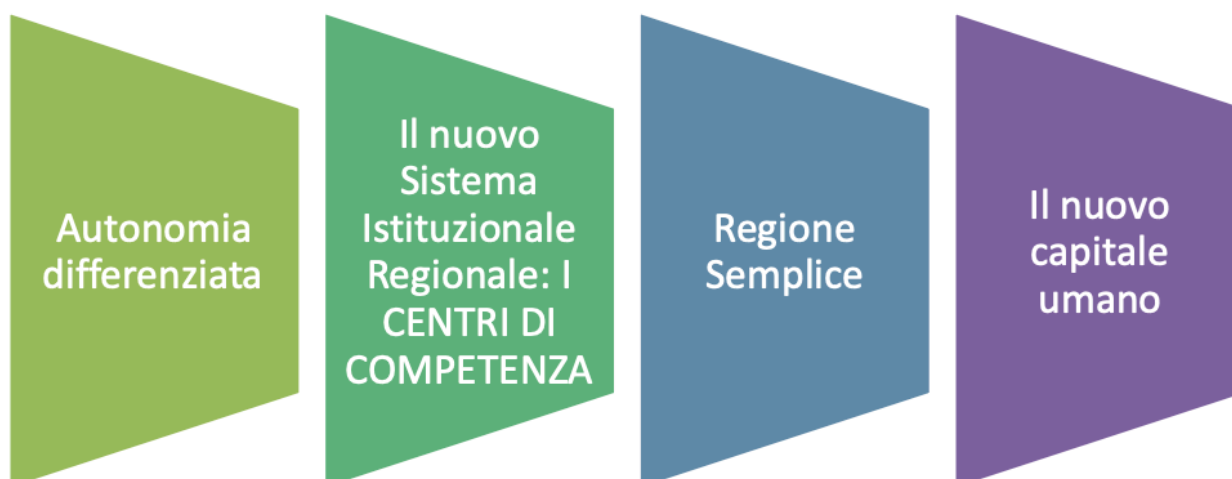 Autonomia
differenziata
Il nuovo
Sistema
Istituzionale
Regionale: I
CENTRI DI
COMPETENZA
Regione
Semplice
Il nuovo
capitale
umano